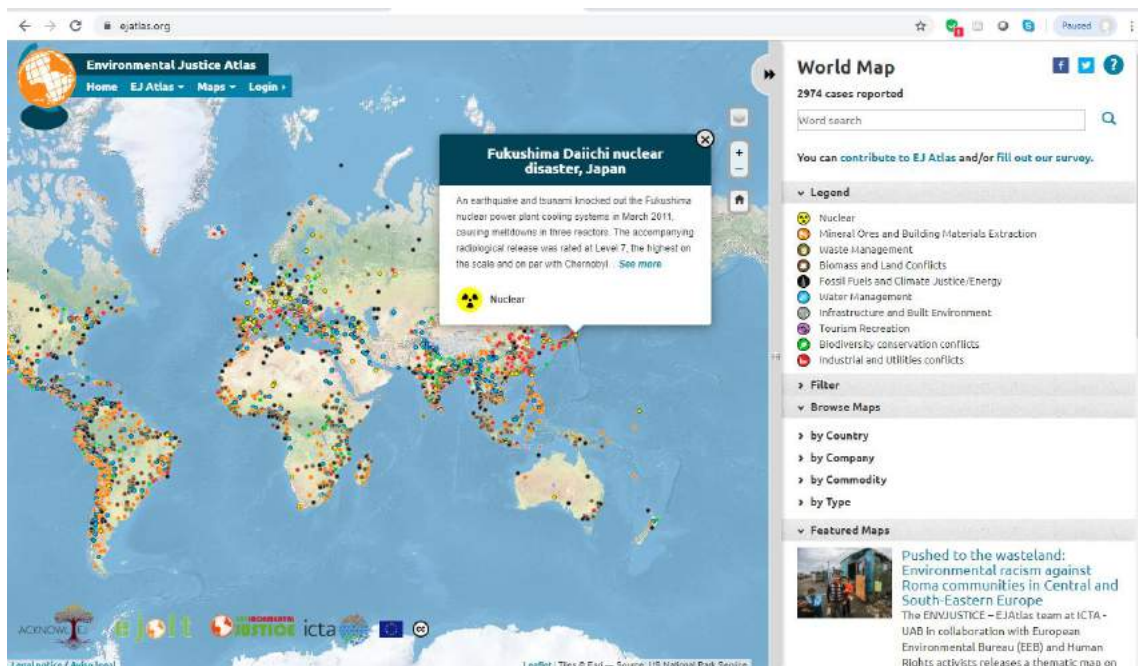 ejatlas.org
Paused
Environmental Justice Atlas
Home EJ Atlas Maps Login
Fukushima Daiichi nuclear
disaster, Japan
An earthquake and tsunami knocked out the Fukushima
nuclear power plant cooling systems in March 2011,
causing meltdowns in three reactors. The accompanying
radiological release was rated at Level 7, the highest on
the scale and on par with Chernobyl... See more
Nuclear
ejolt
ENVIRONMENTAL
JUSTICE
icta
Legal notice / Aviso legal
Leaflet | Tiles © Esri — Source: US National Park Service
World Map
2974 cases reported
Word search
You can contribute to EJ Atlas and/or fill out our survey.
Legend
Nuclear
Mineral Ores and Building Materials Extraction
Waste Management
Biomass and Land Conflicts
Fossil Fuels and Climate Justice/Energy
Water Management
Infrastructure and Built Environment
Tourism Recreation
Biodiversity conservation conflicts
Industrial and Utilities conflicts
Filter
Browse Maps
by Country
by Company
by Commodity
by Type
Featured Maps
Pushed to the wasteland:
Environmental racism against
Roma communities in Central and
South-Eastern Europe
The ENVJUSTICE – EJAtlas team at ICTA -
UAB in collaboration with European
Environmental Bureau (EEB) and Human
Rights activists releases a thematic map on